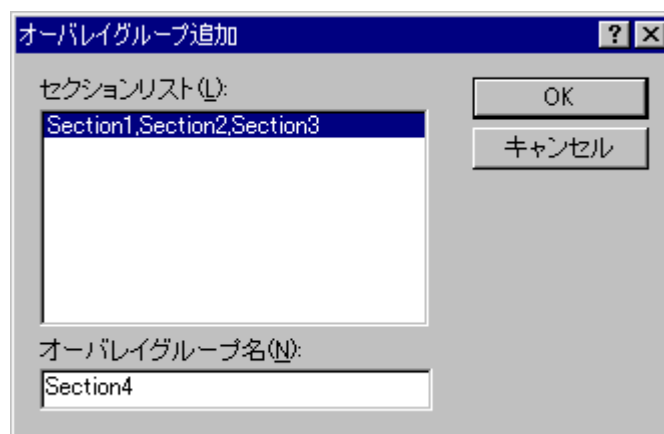 オーバレイグループ追加
セクションリスト(L):
Section1,Section2,Section3
OK
キャンセル
オーバレイグループ名(N):
Section4